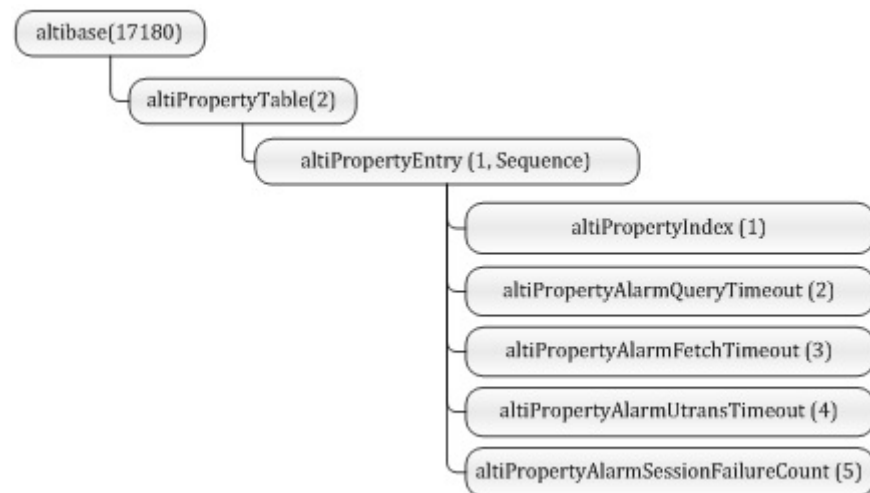 altibase(17180)
altiPropertyTable(2)
altiPropertyEntry (1, Sequence)
altiPropertyIndex (1)
altiPropertyAlarmQueryTimeout (2)
altiPropertyAlarmFetchTimeout (3)
altiPropertyAlarmUtransTimeout (4)
altiPropertyAlarmSessionFailureCount (5)